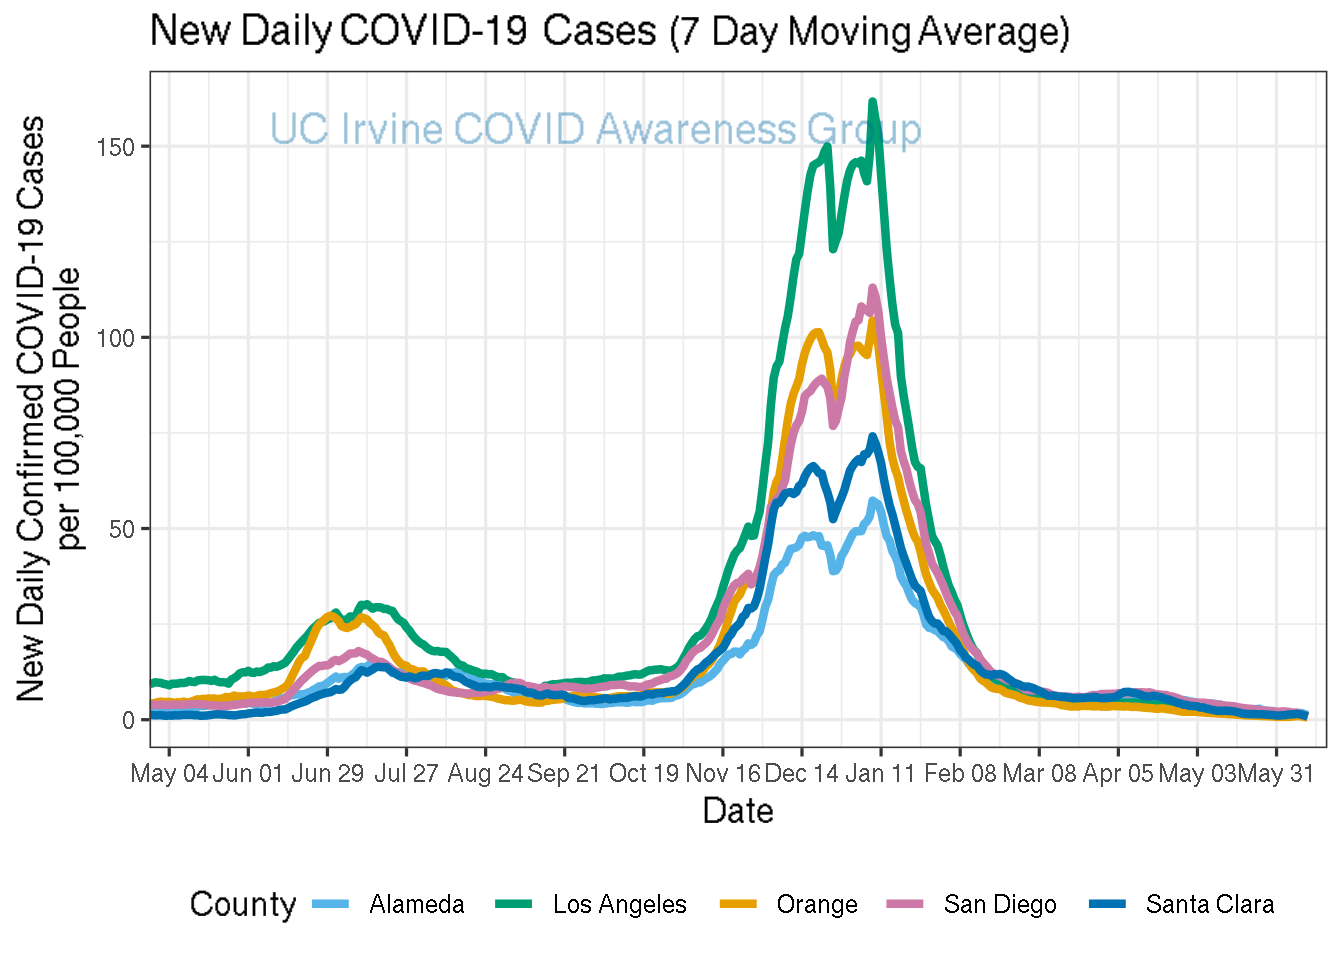 New Daily COVID-19 Cases (7 Day Moving Average)
UC Irvine COVID Awareness Group
New Daily Confirmed COVID-19 Cases
per 100,000 People
150
100
50
0
May 04 Jun 01 Jun 29 Jul 27 Aug 24 Sep 21 Oct 19 Nov 16 Dec 14 Jan 11 Feb 08 Mar 08 Apr 05 May 03 May 31
Date
County Alameda Los Angeles Orange San Diego Santa Clara